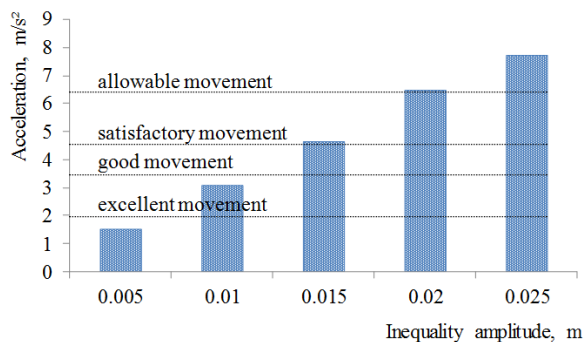 Acceleration, m/s²
9
8
7
6
5
4
3
2
1
0
allowable movement
satisfactory movement
good movement
excellent movement
0.005 0.01 0.015 0.02 0.025
Inequality amplitude, m